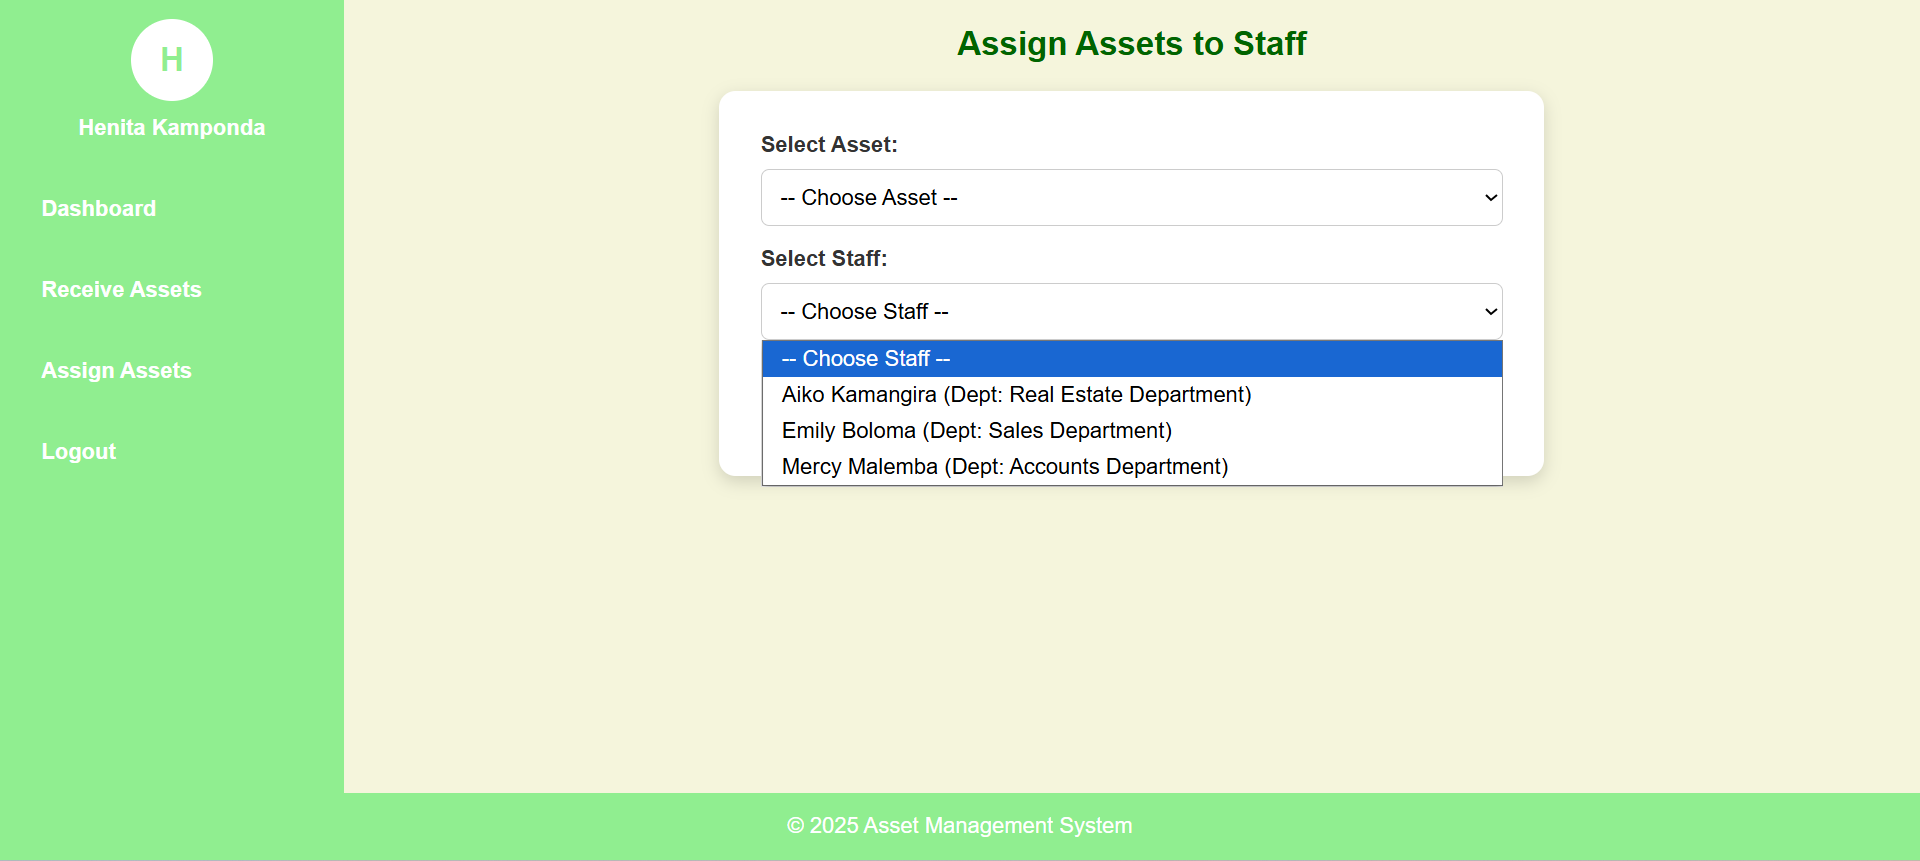 H
Henita Kamponda
Dashboard
Receive Assets
Assign Assets
Logout
Assign Assets to Staff
Select Asset:
-- Choose Asset --
Select Staff:
-- Choose Staff --
-- Choose Staff --
Aiko Kamangira (Dept: Real Estate Department)
Emily Boloma (Dept: Sales Department)
Mercy Malemba (Dept: Accounts Department)
© 2025 Asset Management System